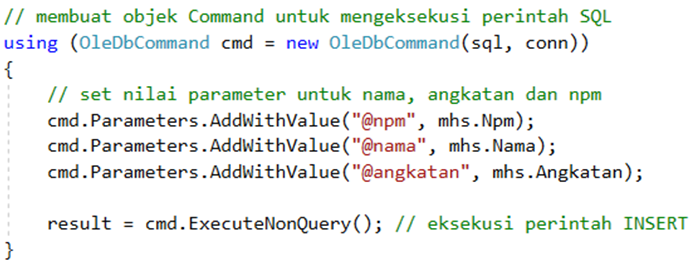 // membuat objek Command untuk mengeksekusi perintah SQL
using (OleDbCommand cmd = new OleDbCommand(sql, conn))
{
    // set nilai parameter untuk nama, angkatan dan npm
    cmd.Parameters.AddWithValue("@npm", mhs.Npm);
    cmd.Parameters.AddWithValue("@nama", mhs.Nama);
    cmd.Parameters.AddWithValue("@angkatan", mhs.Angkatan);

    result = cmd.ExecuteNonQuery(); // eksekusi perintah INSERT
}